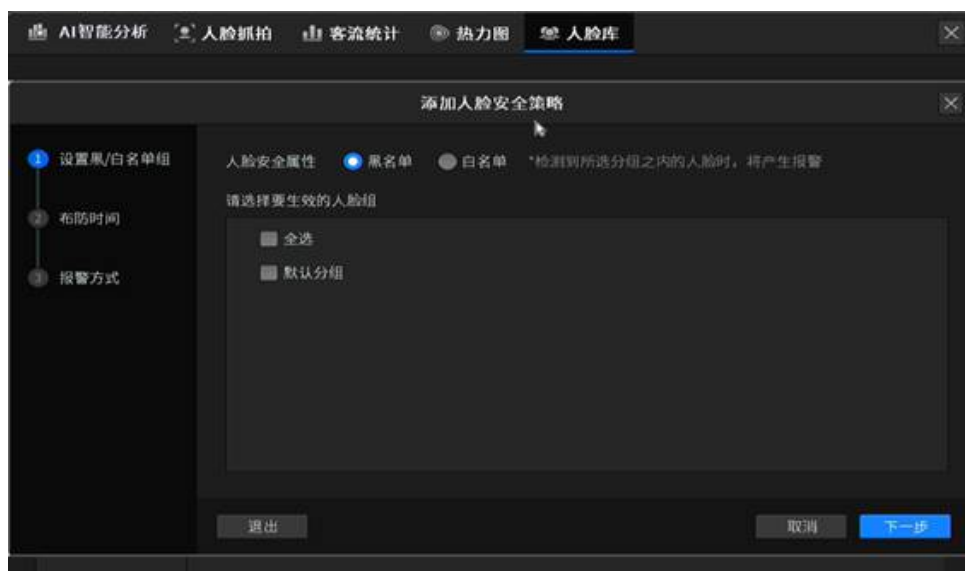 AI智能分析 人脸抓拍 客流统计 热力图 人脸库
添加人脸安全策略
1 设置黑/白名单组
人脸安全属性 黑名单 白名单 *检测到所选分组之内的人脸时，将产生报警
请选择要生效的人脸组
2 布防时间
全选
3 报警方式
默认分组
退出 取消 下一步